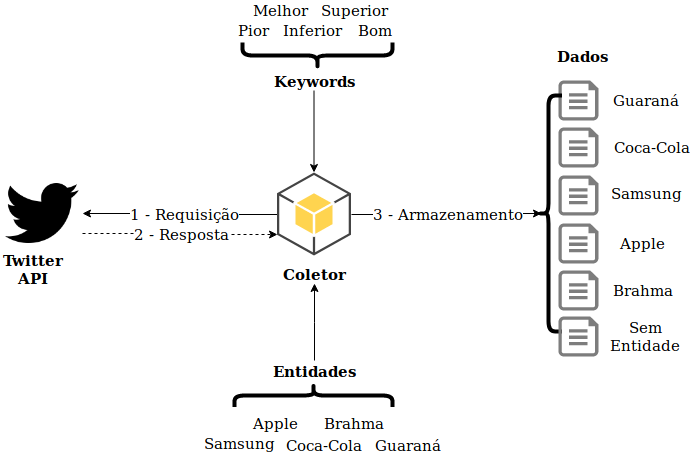 Melhor Superior
Pior Inferior Bom
Keywords
Dados
Guaraná
Coca-Cola
Samsung
Apple
Brahma
Sem
Entidade
1 - Requisição
2 - Resposta
3 - Armazenamento
Twitter
API
Coletor
Entidades
Apple Brahma
Samsung Coca-Cola Guaraná